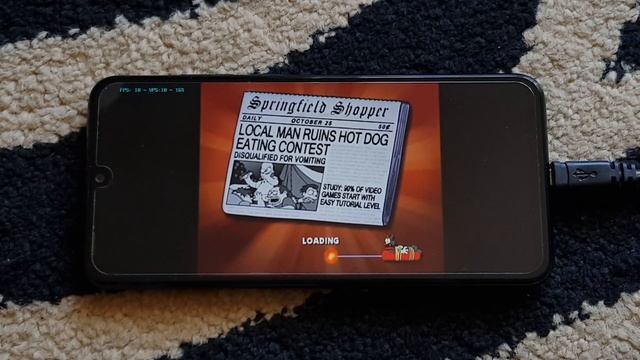 Springfield Shopper
DAILY OCTOBER 25 50¢
LOCAL MAN RUINS HOT DOG
EATING CONTEST
DISQUALIFIED FOR VOMITING
STUDY: 90% OF VIDEO
GAMES START WITH
EASY TUTORIAL LEVEL
LOADING